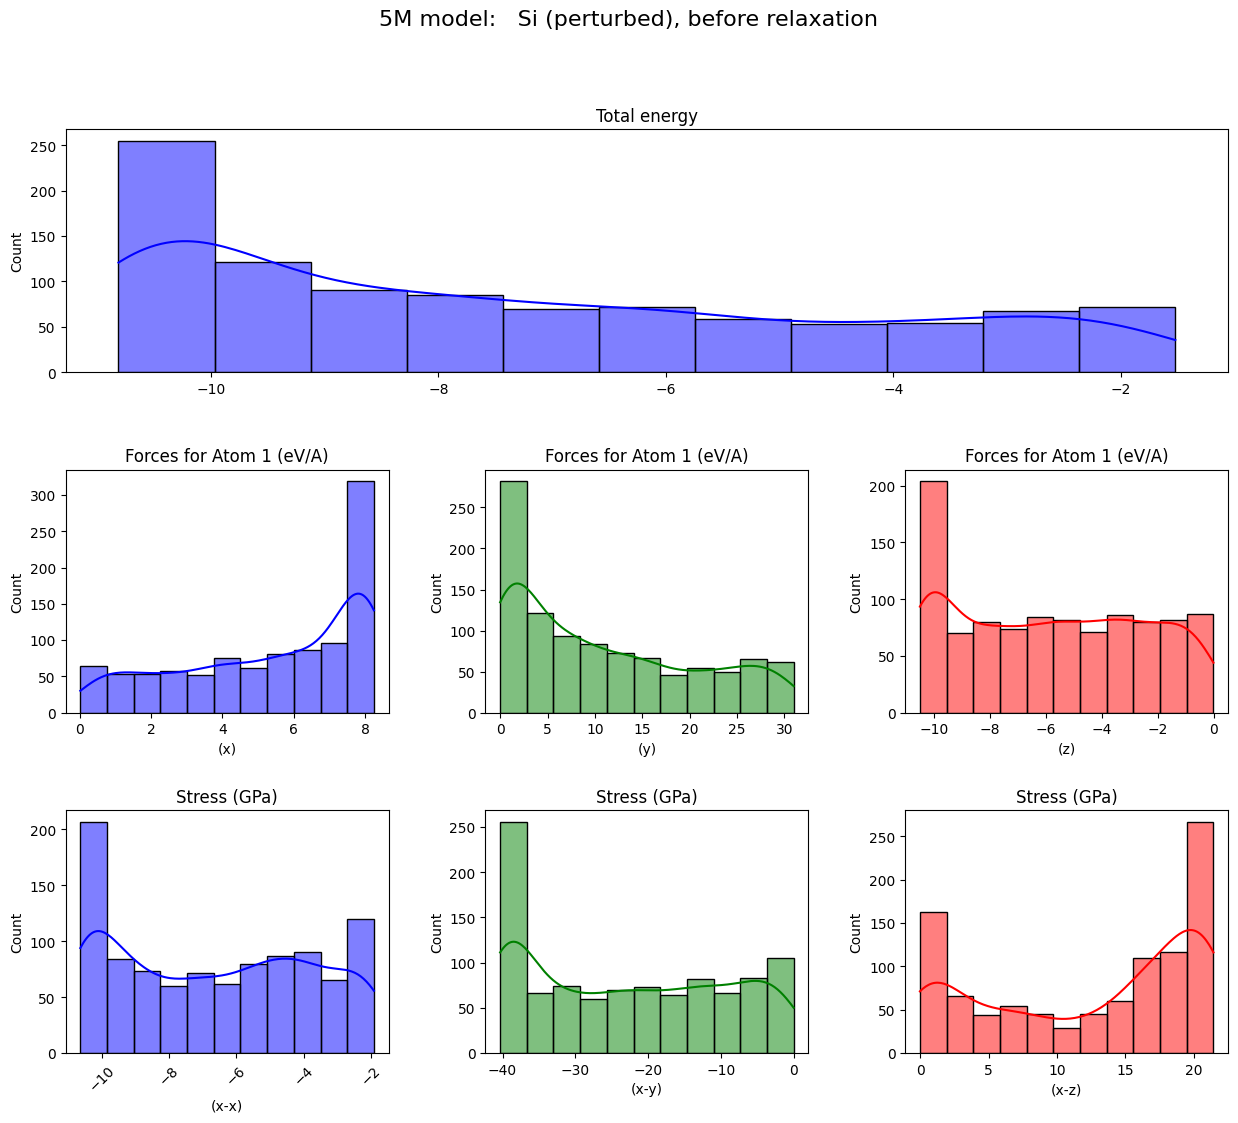 5M model:   Si (perturbed), before relaxation
Total energy
Count
250
200
150
100
50
0
−10 −8 −6 −4 −2
Forces for Atom 1 (eV/A)
Count
300
250
200
150
100
50
0
0 2 4 6 8
(x)
Forces for Atom 1 (eV/A)
Count
250
200
150
100
50
0
0 5 10 15 20 25 30
(y)
Forces for Atom 1 (eV/A)
Count
200
150
100
50
0
−10 −8 −6 −4 −2 0
(z)
Stress (GPa)
Count
200
150
100
50
0
−10 −8 −6 −4 −2
(x-x)
Stress (GPa)
Count
250
200
150
100
50
0
−40 −30 −20 −10 0
(x-y)
Stress (GPa)
Count
250
200
150
100
50
0
0 5 10 15 20
(x-z)